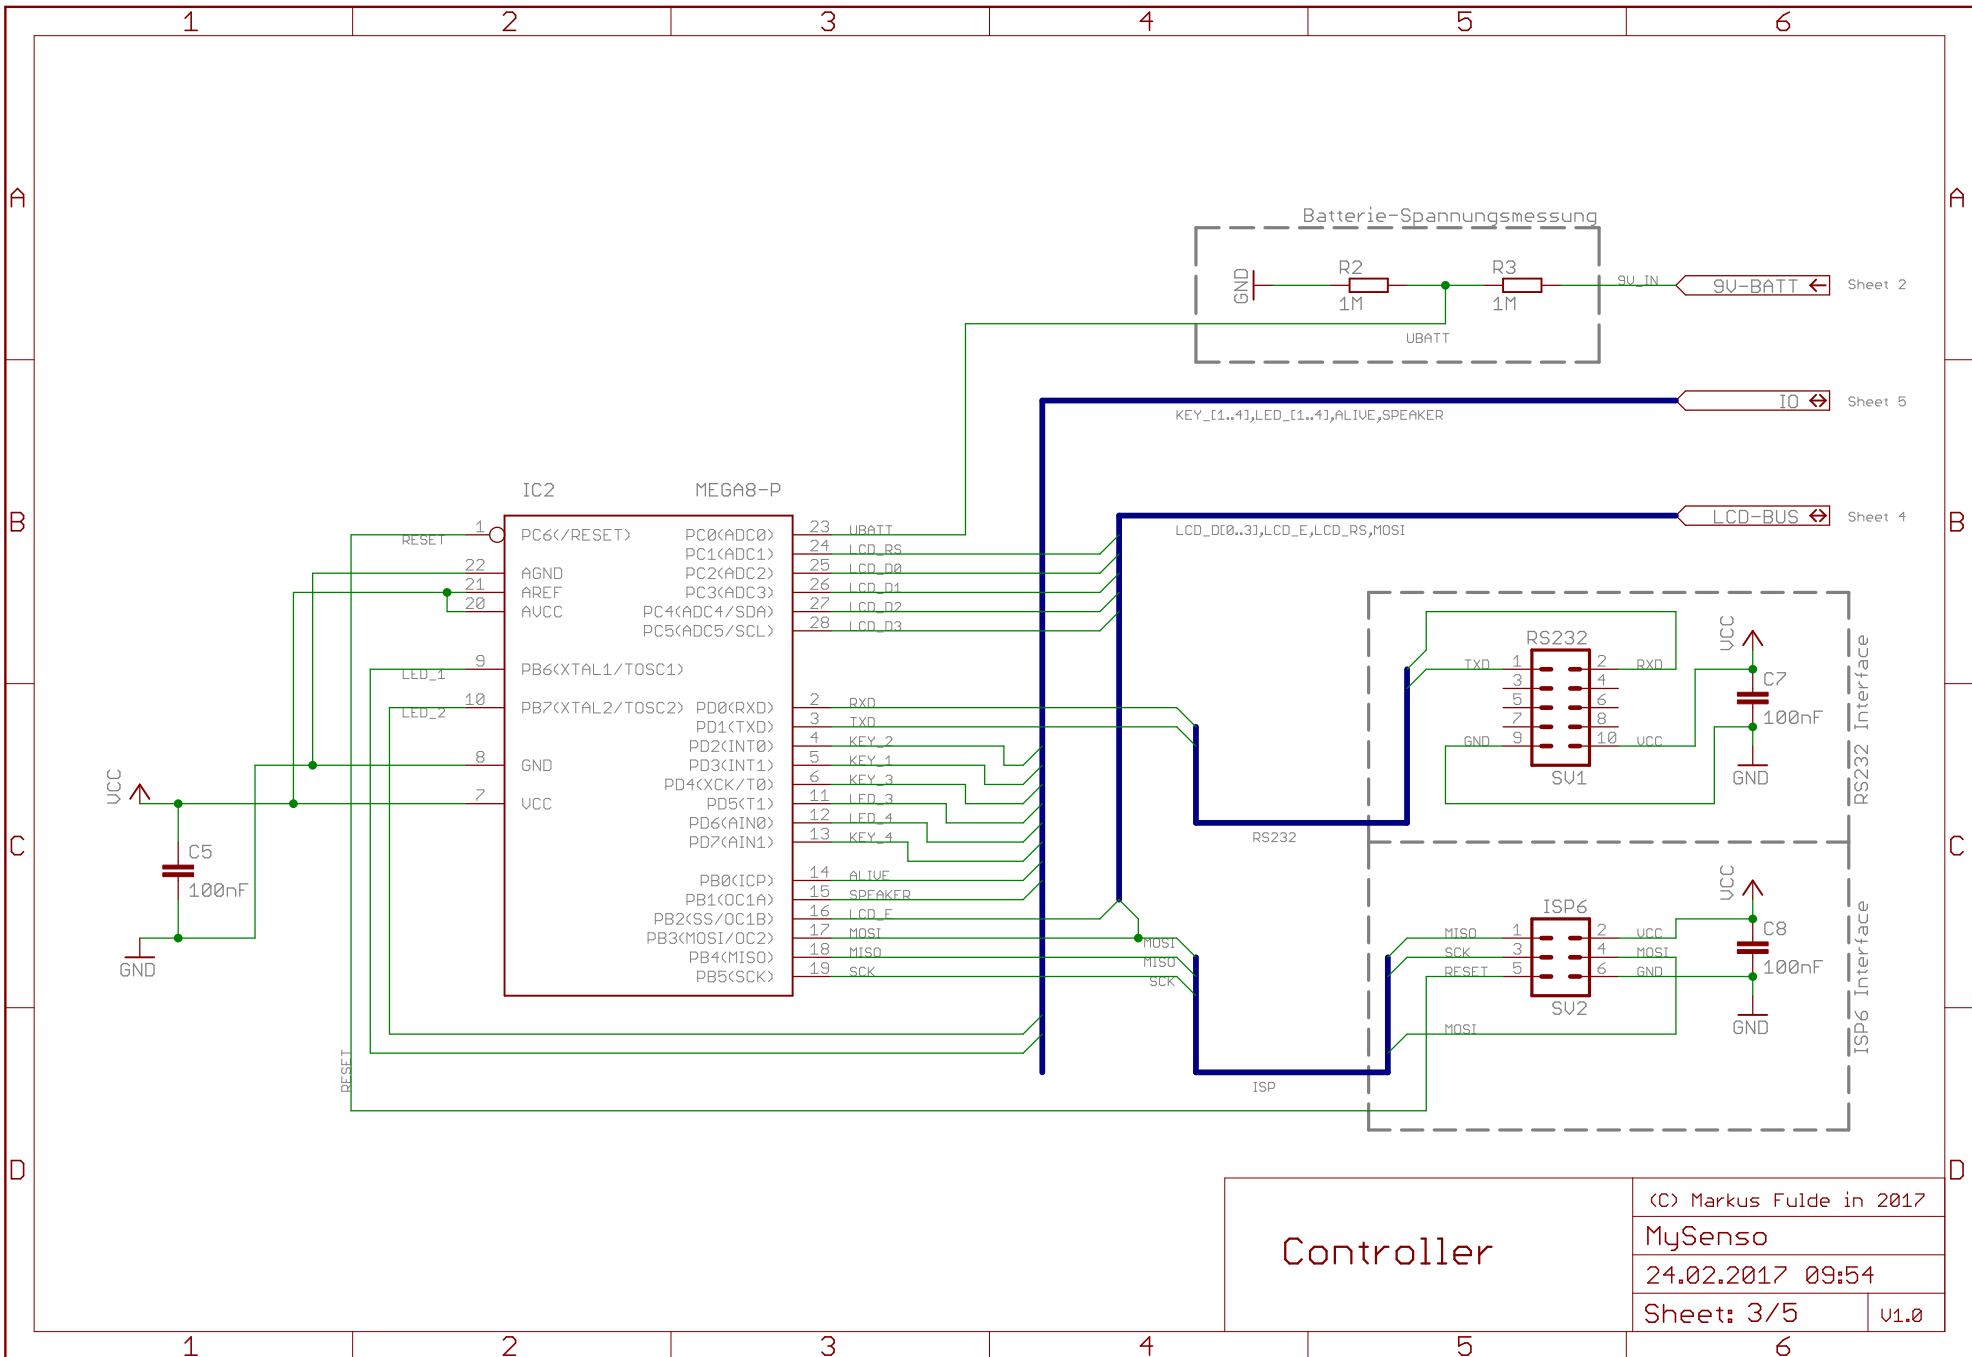 1 2 3 4 5 6
A A
Batterie-Spannungsmessung
GND
R2
1M
R3
1M
9V_IN
9V-BATT
Sheet 2
UBATT
IO
Sheet 5
KEY_[1..4],LED_[1..4],ALIVE,SPEAKER
B B
LCD-BUS
Sheet 4
LCD_D[0..3],LCD_E,LCD_RS,MOSI
IC2
MEGA8-P
RESET 1 PC6(/RESET)
22 AGND
21 AREF
20 AVCC
LED_1 9 PB6(XTAL1/TOSC1)
LED_2 10 PB7(XTAL2/TOSC2)
8 GND
7 VCC
PC0(ADC0) 23 UBATT
PC1(ADC1) 24 LCD_RS
PC2(ADC2) 25 LCD_D0
PC3(ADC3) 26 LCD_D1
PC4(ADC4/SDA) 27 LCD_D2
PC5(ADC5/SCL) 28 LCD_D3
PD0(RXD) 2 RXD
PD1(TXD) 3 TXD
PD2(INT0) 4 KEY_2
PD3(INT1) 5 KEY_1
PD4(XCK/T0) 6 KEY_3
PD5(T1) 11 LED_3
PD6(AIN0) 12 LED_4
PD7(AIN1) 13 KEY_4
PB0(ICP) 14 ALIVE
PB1(OC1A) 15 SPEAKER
PB2(SS/OC1B) 16 LCD_E
PB3(MOSI/OC2) 17 MOSI
PB4(MISO) 18 MISO
PB5(SCK) 19 SCK
VCC
C5
100nF
GND
RESET
MOSI
MISO
SCK
RS232
ISP
RS232
TXD 1 2 RXD
3 4
5 6
7 8
GND 9 10 VCC
SV1
VCC
C7
100nF
GND
RS232 Interface
C C
ISP6
MISO 1 2 VCC
SCK 3 4 MOSI
RESET 5 6 GND
SV2
MOSI
VCC
C8
100nF
GND
ISP6 Interface
D D
Controller
(C) Markus Fulde in 2017
MySenso
24.02.2017 09:54
Sheet: 3/5
V1.0
1 2 3 4 5 6